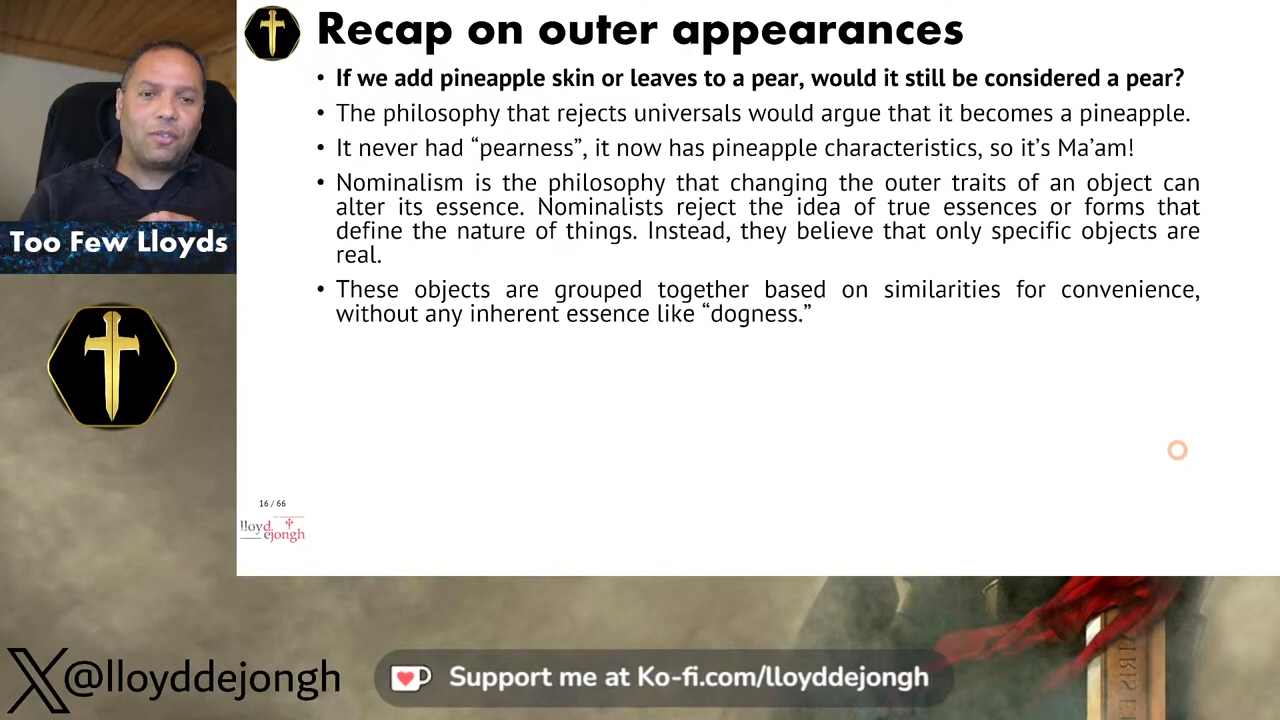 Recap on outer appearances
• If we add pineapple skin or leaves to a pear, would it still be considered a pear?
• The philosophy that rejects universals would argue that it becomes a pineapple.
• It never had “pearness”, it now has pineapple characteristics, so it’s Ma’am!
• Nominalism is the philosophy that changing the outer traits of an object can
alter its essence. Nominalists reject the idea of true essences or forms that
define the nature of things. Instead, they believe that only specific objects are
real.
• These objects are grouped together based on similarities for convenience,
without any inherent essence like “dogness.”
Too Few Lloyds
16 / 66
lloyd
ejongh
X@lloyddejongh
Support me at Ko-fi.com/lloyddejongh